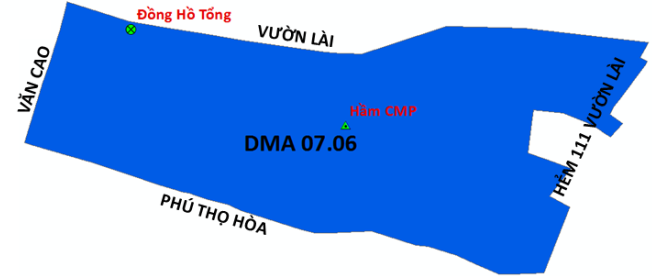 Đồng Hồ Tổng
VƯỜN LÀI
VĂN CAO
Hầm CMP
DMA 07.06
HẺM 111 VƯỜN LÀI
PHÚ THỌ HÒA